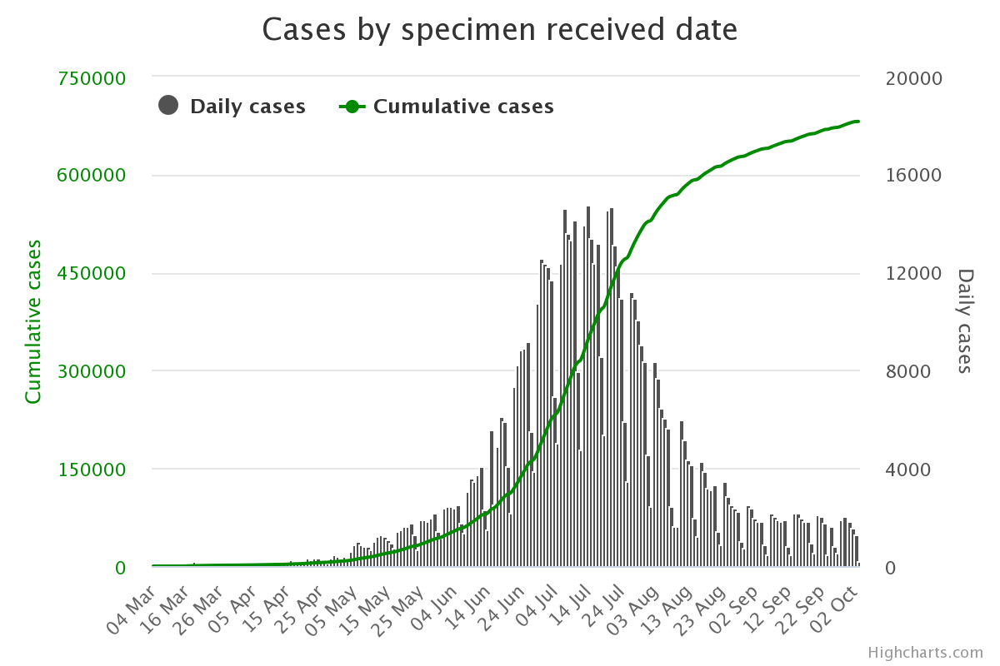 Cases by specimen received date
750000
20000
Daily cases
Cumulative cases
600000
16000
450000
12000
Cumulative cases
Daily cases
300000
8000
150000
4000
0
0
04 Mar
16 Mar
26 Mar
05 Apr
15 Apr
25 Apr
05 May
15 May
25 May
04 Jun
14 Jun
24 Jun
04 Jul
14 Jul
24 Jul
03 Aug
13 Aug
23 Aug
02 Sep
12 Sep
22 Sep
02 Oct
Highcharts.com